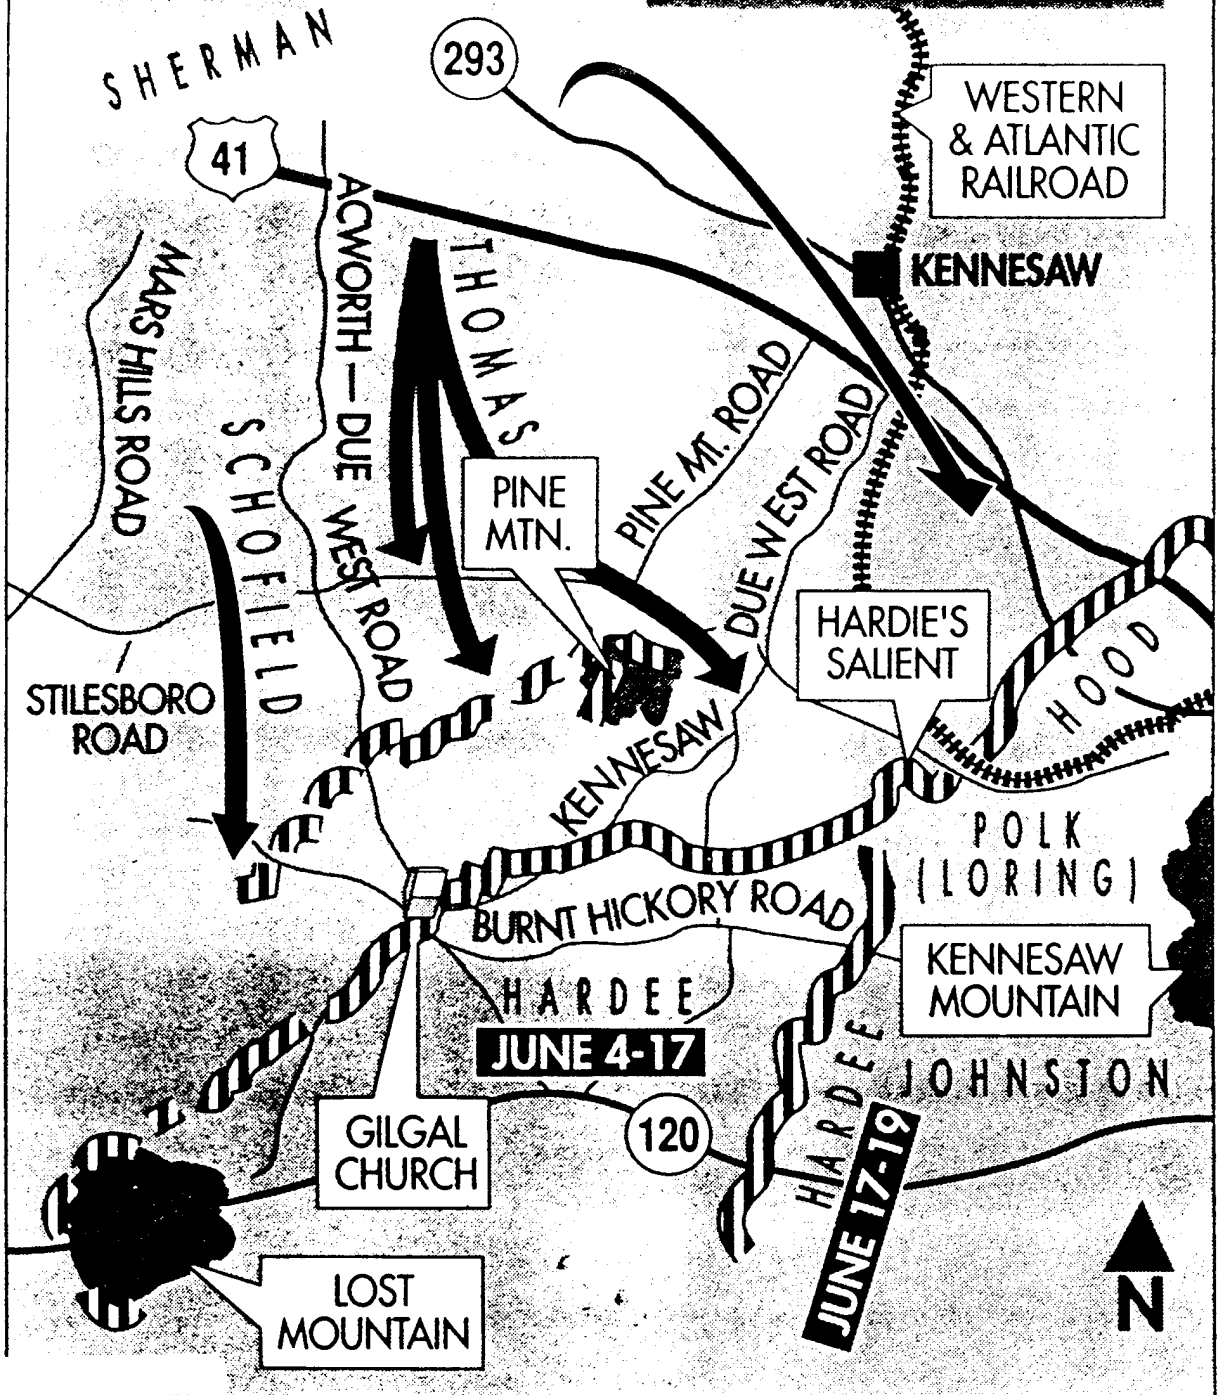 SHERMAN
293
WESTERN
& ATLANTIC
RAILROAD
41
KENNESAW
ACWORTH — DUE WEST ROAD
THOMAS
MARS HILLS ROAD
SCHOFIELD
PINE MT. ROAD
DUE WEST ROAD
PINE
MTN.
HARDIE'S
SALIENT
HOOD
STILESBORO
ROAD
KENNESAW
POLK
(LORING)
BURNT HICKORY ROAD
KENNESAW
MOUNTAIN
HARDEE
JUNE 4-17
HARDEE
JUNE 17-19
JOHNSTON
GILGAL
CHURCH
120
LOST
MOUNTAIN
N